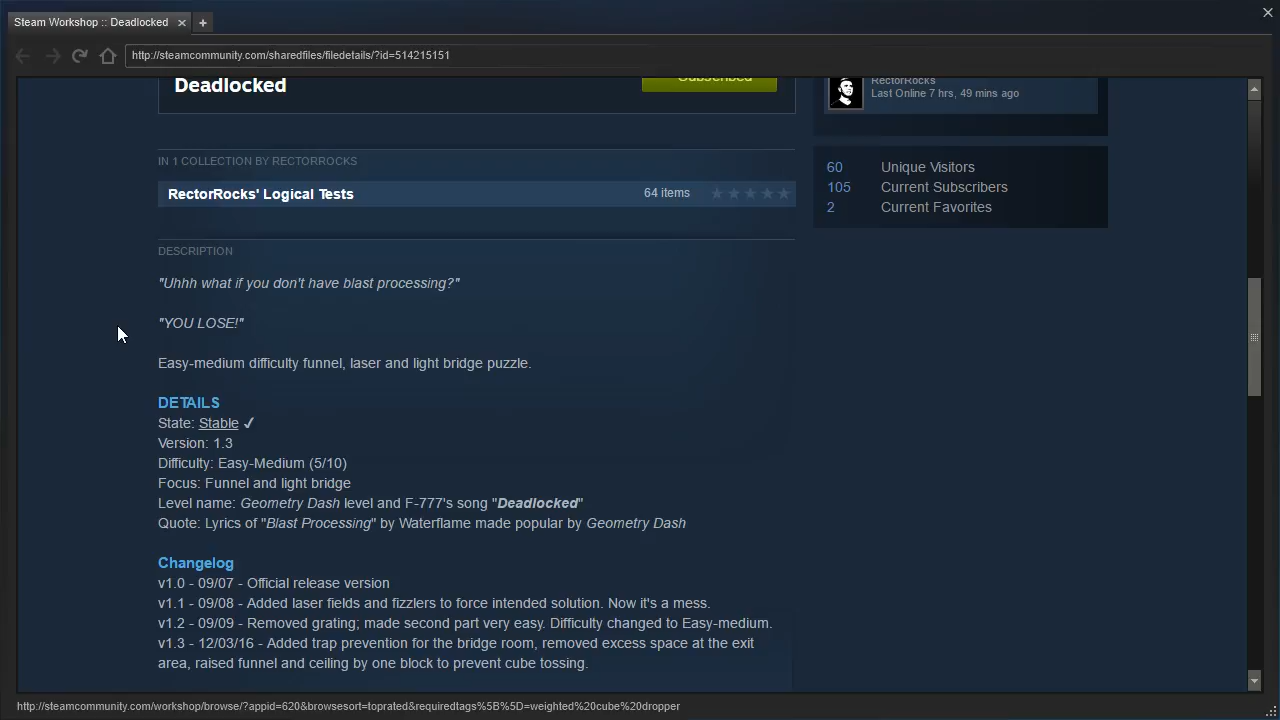 Steam Workshop :: Deadlocked
http://steamcommunity.com/sharedfiles/filedetails/?id=514215151
Deadlocked
Subscribed
RectorRocks
Last Online 7 hrs, 49 mins ago
IN 1 COLLECTION BY RECTORROCKS
RectorRocks' Logical Tests 64 items
60 Unique Visitors
105 Current Subscribers
2 Current Favorites
DESCRIPTION
"Uhhh what if you don't have blast processing?"
"YOU LOSE!"
Easy-medium difficulty funnel, laser and light bridge puzzle.
DETAILS
State: Stable ✓
Version: 1.3
Difficulty: Easy-Medium (5/10)
Focus: Funnel and light bridge
Level name: Geometry Dash level and F-777's song "Deadlocked"
Quote: Lyrics of "Blast Processing" by Waterflame made popular by Geometry Dash
Changelog
v1.0 - 09/07 - Official release version
v1.1 - 09/08 - Added laser fields and fizzlers to force intended solution. Now it's a mess.
v1.2 - 09/09 - Removed grating; made second part very easy. Difficulty changed to Easy-medium.
v1.3 - 12/03/16 - Added trap prevention for the bridge room, removed excess space at the exit
area, raised funnel and ceiling by one block to prevent cube tossing.
http://steamcommunity.com/workshop/browse/?appid=620&browsesort=toprated&requiredtags%5B%5D=weighted%20cube%20dropper